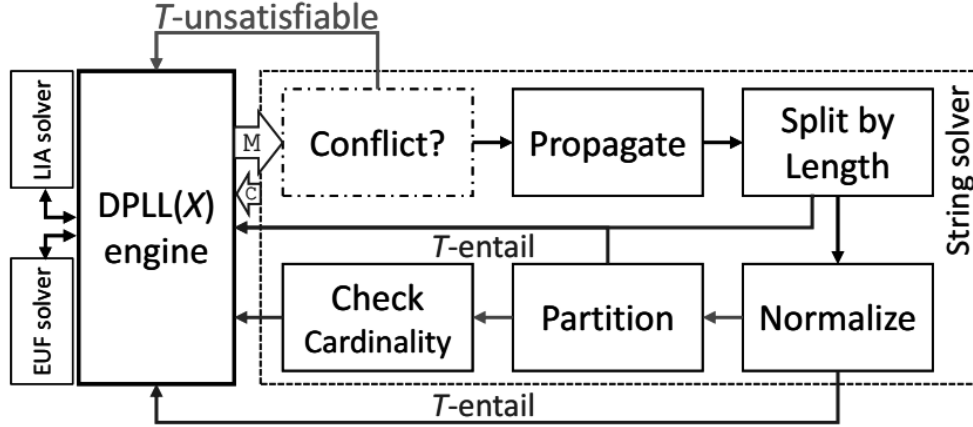 T-unsatisfiable
LIA solver
EUF solver
DPLL(X)
engine
M
C
Conflict?
Propagate
Split by
Length
String solver
T-entail
Check
Cardinality
Partition
Normalize
T-entail